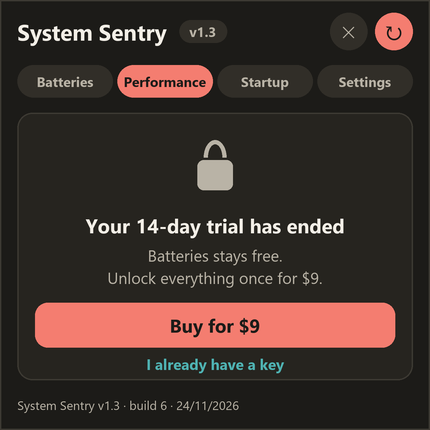 System Sentry v1.3
Batteries Performance Startup Settings
Your 14-day trial has ended
Batteries stays free.
Unlock everything once for $9.
Buy for $9
I already have a key
System Sentry v1.3 · build 6 · 24/11/2026